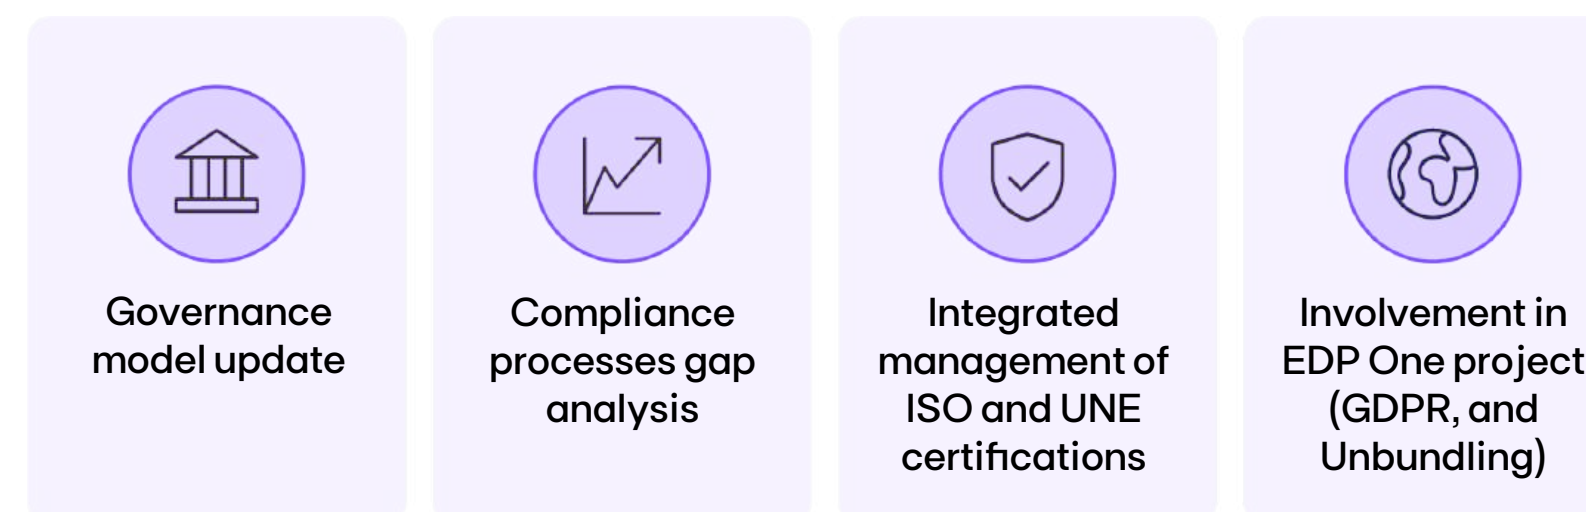 Governance
model update
Compliance
processes gap
analysis
Integrated
management of
ISO and UNE
certifications
Involvement in
EDP One project
(GDPR, and
Unbundling)